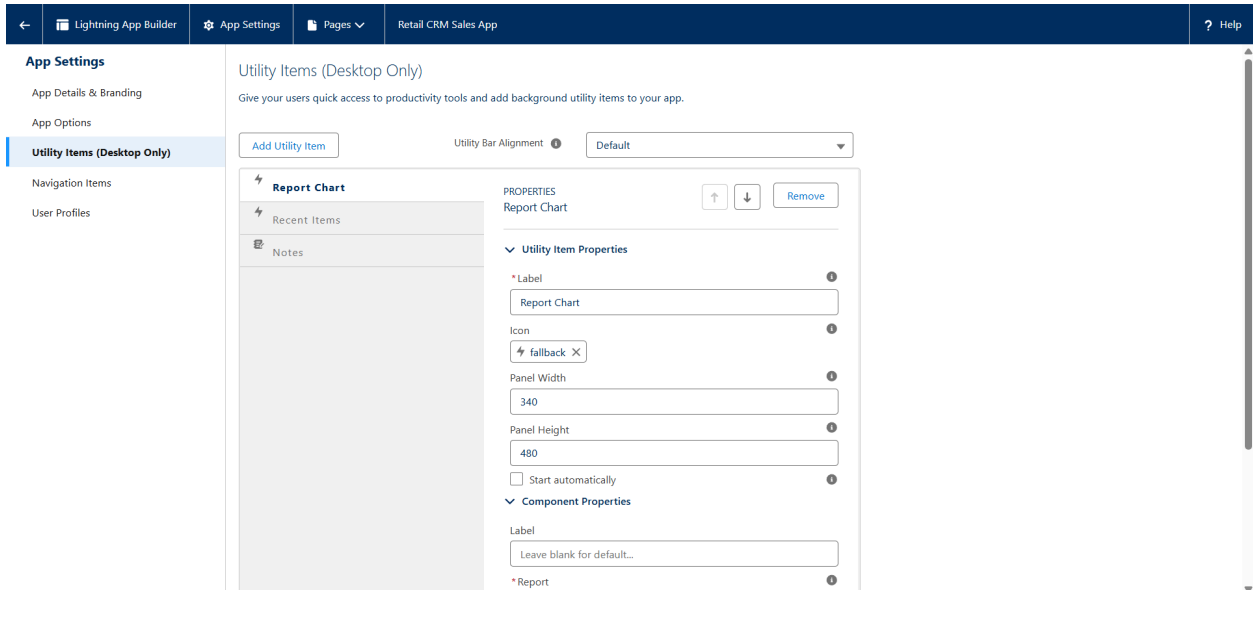 Lightning App Builder
App Settings
Pages
Retail CRM Sales App
? Help
App Settings
App Details & Branding
App Options
Utility Items (Desktop Only)
Navigation Items
User Profiles
Utility Items (Desktop Only)
Give your users quick access to productivity tools and add background utility items to your app.
Add Utility Item
Utility Bar Alignment
Default
Report Chart
Recent Items
Notes
PROPERTIES
Report Chart
Remove
Utility Item Properties
*Label
Report Chart
Icon
fallback
Panel Width
340
Panel Height
480
Start automatically
Component Properties
Label
Leave blank for default...
*Report